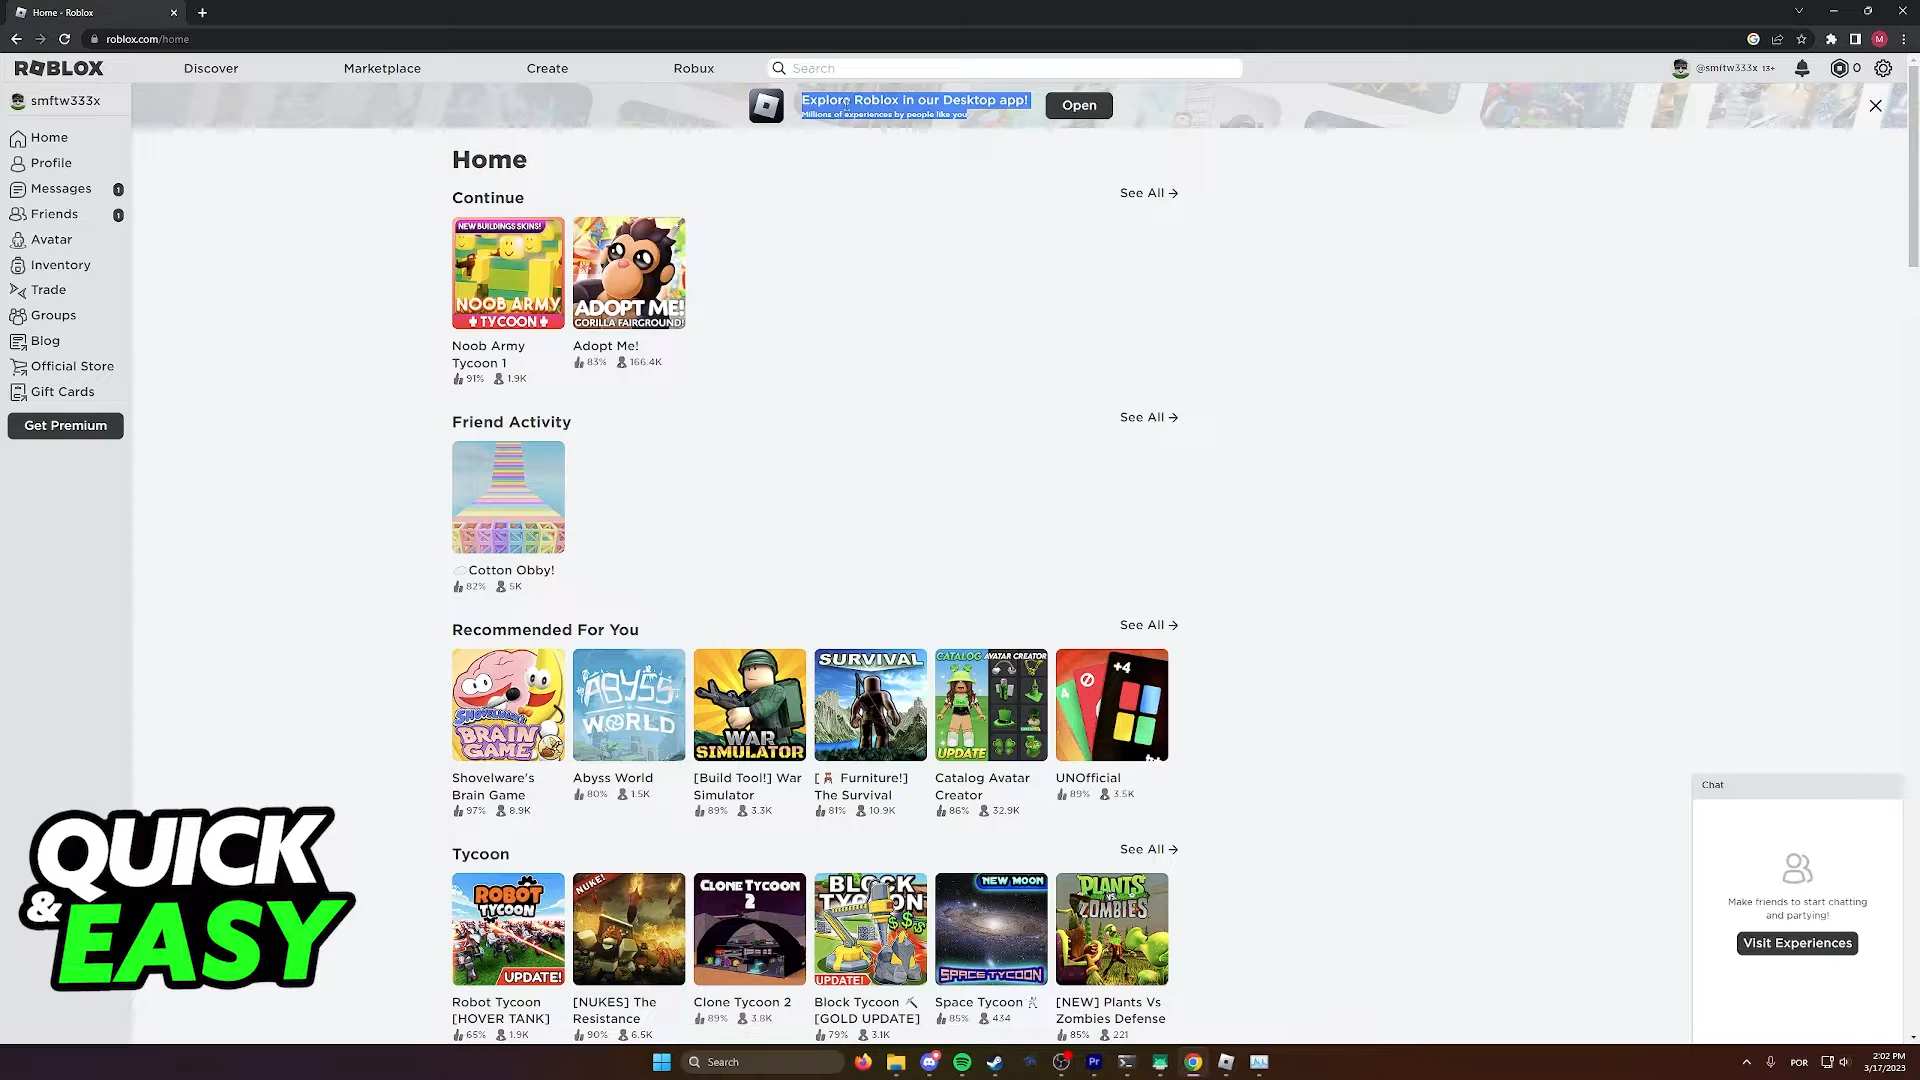 Home - Roblox
roblox.com/home
M
ROBLOX
Discover
Marketplace
Create
Robux
Search
@smftw333x 13+
0
smftw333x
Explore Roblox in our Desktop app!
Millions of experiences by people like you
Open
Home
Profile
Messages 1
Friends 1
Avatar
Inventory
Trade
Groups
Blog
Official Store
Gift Cards
Get Premium
Home
Continue
See All →
NEW BUILDINGS SKINS!
NOOB ARMY
TYCOON
ADOPT ME!
GORILLA FAIRGROUND!
Noob Army
Tycoon 1
91% 1.9K
Adopt Me!
83% 166.4K
Friend Activity
See All →
Cotton Obby!
82% 5K
Recommended For You
See All →
SHOVELWARE'S
BRAIN
GAME
ABYSS
WORLD
WAR
SIMULATOR
SURVIVAL
CATALOG AVATAR CREATOR
UPDATE
4
+4
Shovelware's
Brain Game
97% 8.9K
Abyss World
80% 1.5K
[Build Tool!] War
Simulator
89% 3.3K
[🪑 Furniture!]
The Survival
81% 10.9K
Catalog Avatar
Creator
86% 32.9K
UNOfficial
89% 3.5K
Tycoon
See All →
ROBOT
TYCOON
UPDATE!
NUKE!
CLONE TYCOON
2
BLOCK
TYCOON
$$$
UPDATE!
NEW MOON
SPACE TYCOON
PLANTS
VS
ZOMBIES
Robot Tycoon
[HOVER TANK]
65% 1.9K
[NUKES] The
Resistance
90% 6.5K
Clone Tycoon 2
89% 3.8K
Block Tycoon ⛏
[GOLD UPDATE]
79% 3.1K
Space Tycoon
85% 434
[NEW] Plants Vs
Zombies Defense
85% 221
Chat
Make friends to start chatting
and partying!
Visit Experiences
QUICK
&EASY
Search
Pr
POR
2:02 PM
3/17/2023